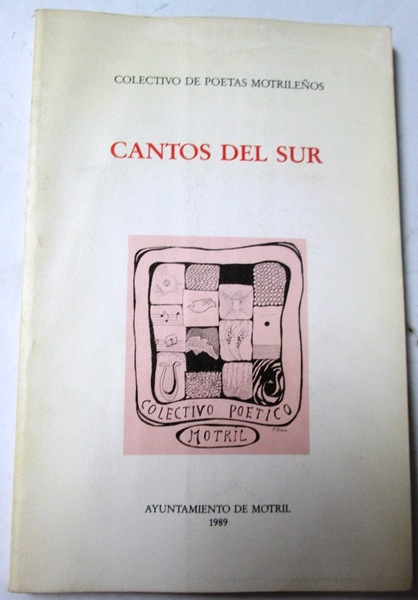 COLECTIVO DE POETAS MOTRILEÑOS
CANTOS DEL SUR
COLECTIVO POETICO
MOTRIL
AYUNTAMIENTO DE MOTRIL
1989